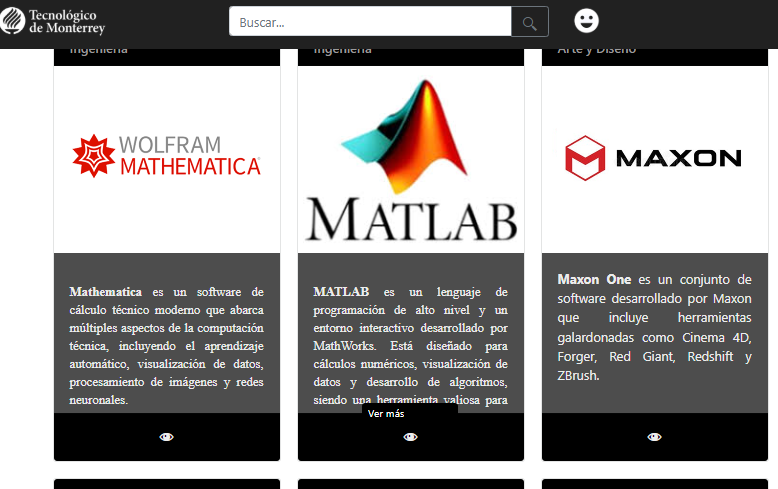 Tecnológico
de Monterrey
Buscar...
Ingeniería
Ingeniería
Arte y Diseño
WOLFRAM
MATHEMATICA
MATLAB
MAXON
Mathematica es un software de
cálculo técnico moderno que abarca
múltiples aspectos de la computación
técnica, incluyendo el aprendizaje
automático, visualización de datos,
procesamiento de imágenes y redes
neuronales.
MATLAB es un lenguaje de
programación de alto nivel y un
entorno interactivo desarrollado por
MathWorks. Está diseñado para
cálculos numéricos, visualización de
datos y desarrollo de algoritmos,
siendo una herramienta valiosa para
Ver más
Maxon One es un conjunto de
software desarrollado por Maxon
que incluye herramientas
galardonadas como Cinema 4D,
Forger, Red Giant, Redshift y
ZBrush.